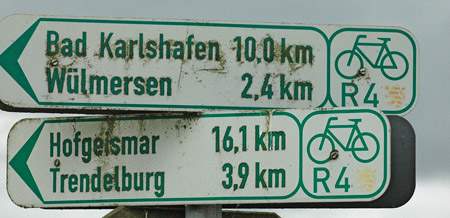 Bad Karlshafen 10,0 km
Wülmersen 2,4 km
R4
Hofgeismar 16,1 km
Trendelburg 3,9 km
R4